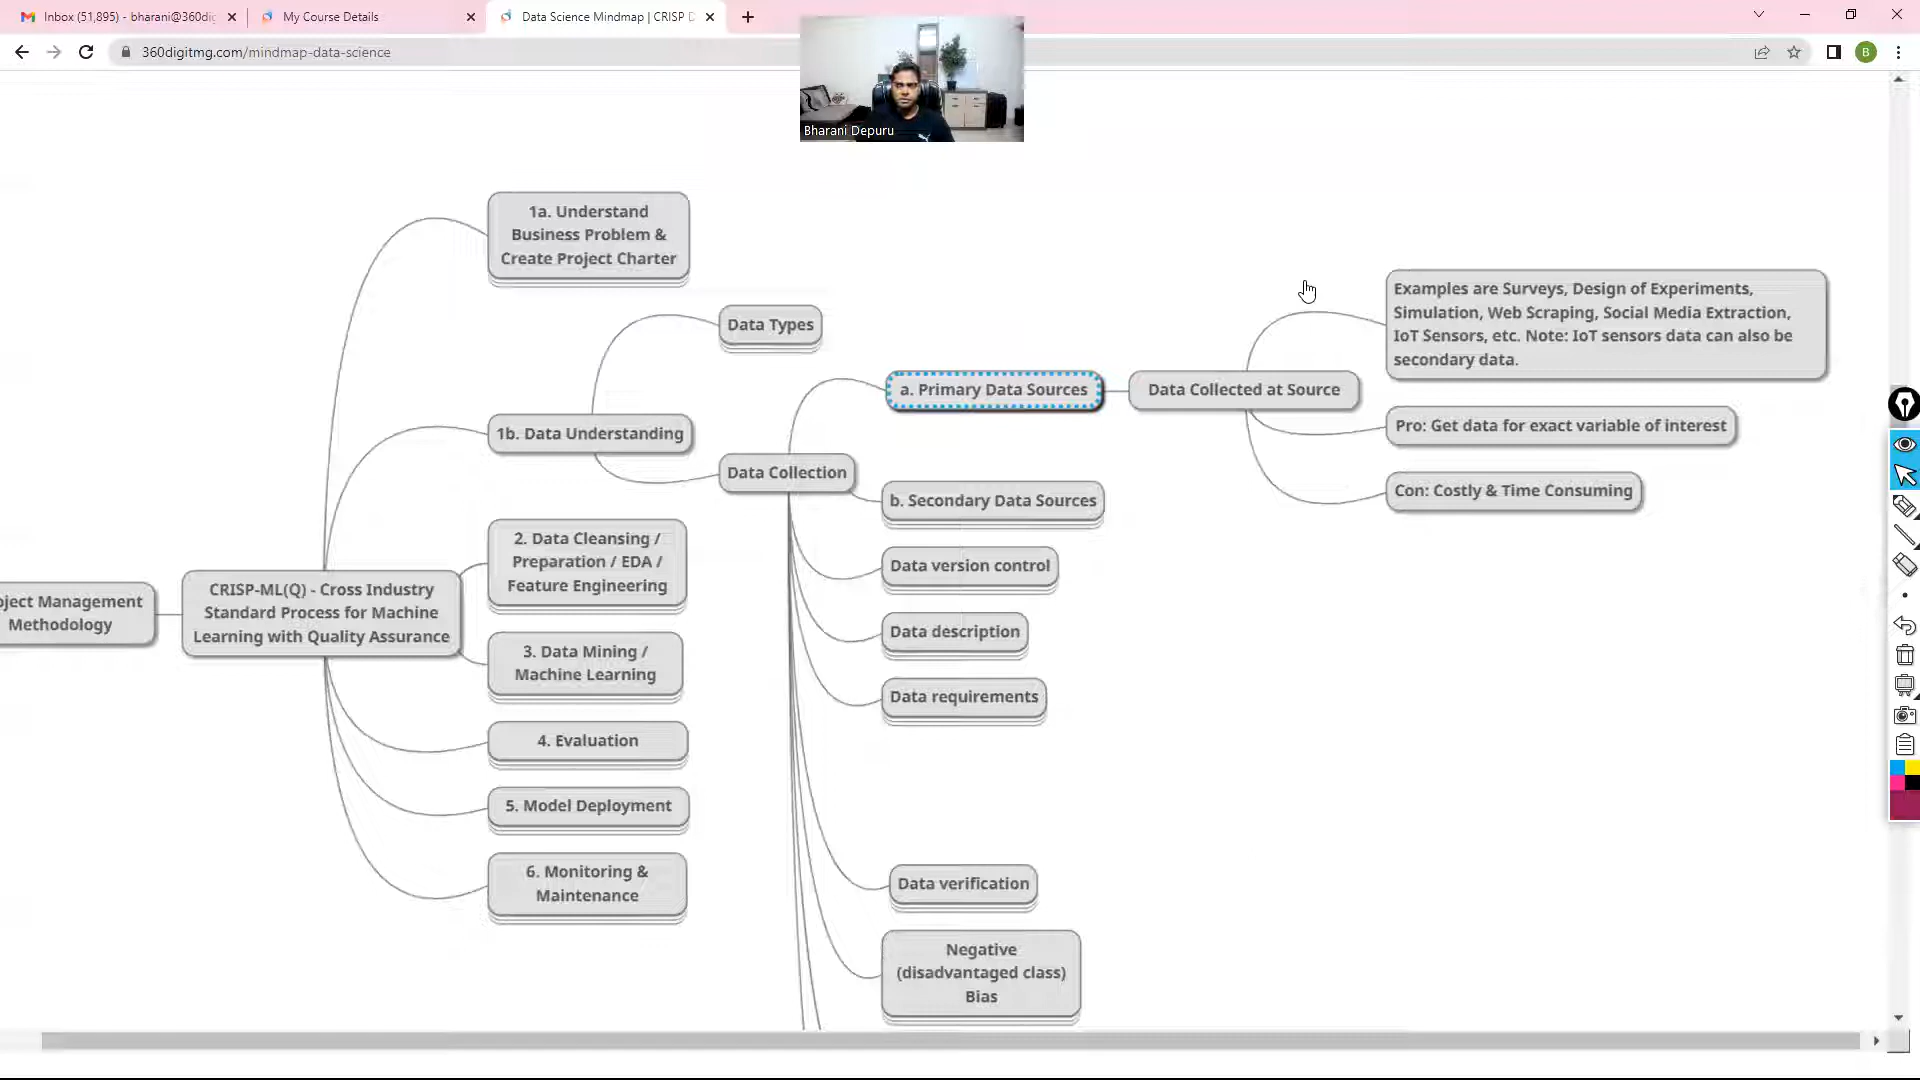 Inbox (51,895) - bharani@360dig
My Course Details
Data Science Mindmap | CRISP D
360digitmg.com/mindmap-data-science
B
Bharani Depuru
1a. Understand
Business Problem &
Create Project Charter
Data Types
Examples are Surveys, Design of Experiments,
Simulation, Web Scraping, Social Media Extraction,
IoT Sensors, etc. Note: IoT sensors data can also be
secondary data.
a. Primary Data Sources
Data Collected at Source
Pro: Get data for exact variable of interest
1b. Data Understanding
Data Collection
Con: Costly & Time Consuming
b. Secondary Data Sources
2. Data Cleansing /
Preparation / EDA /
Feature Engineering
Data version control
oject Management
Methodology
CRISP-ML(Q) - Cross Industry
Standard Process for Machine
Learning with Quality Assurance
Data description
3. Data Mining /
Machine Learning
Data requirements
4. Evaluation
5. Model Deployment
6. Monitoring &
Maintenance
Data verification
Negative
(disadvantaged class)
Bias